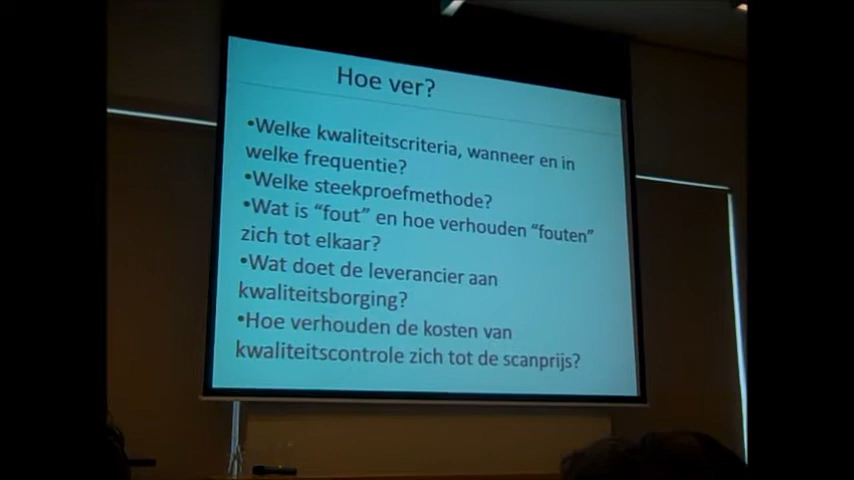 Hoe ver?
•Welke kwaliteitscriteria, wanneer en in
welke frequentie?
•Welke steekproefmethode?
•Wat is “fout” en hoe verhouden “fouten”
zich tot elkaar?
•Wat doet de leverancier aan
kwaliteitsborging?
•Hoe verhouden de kosten van
kwaliteitscontrole zich tot de scanprijs?